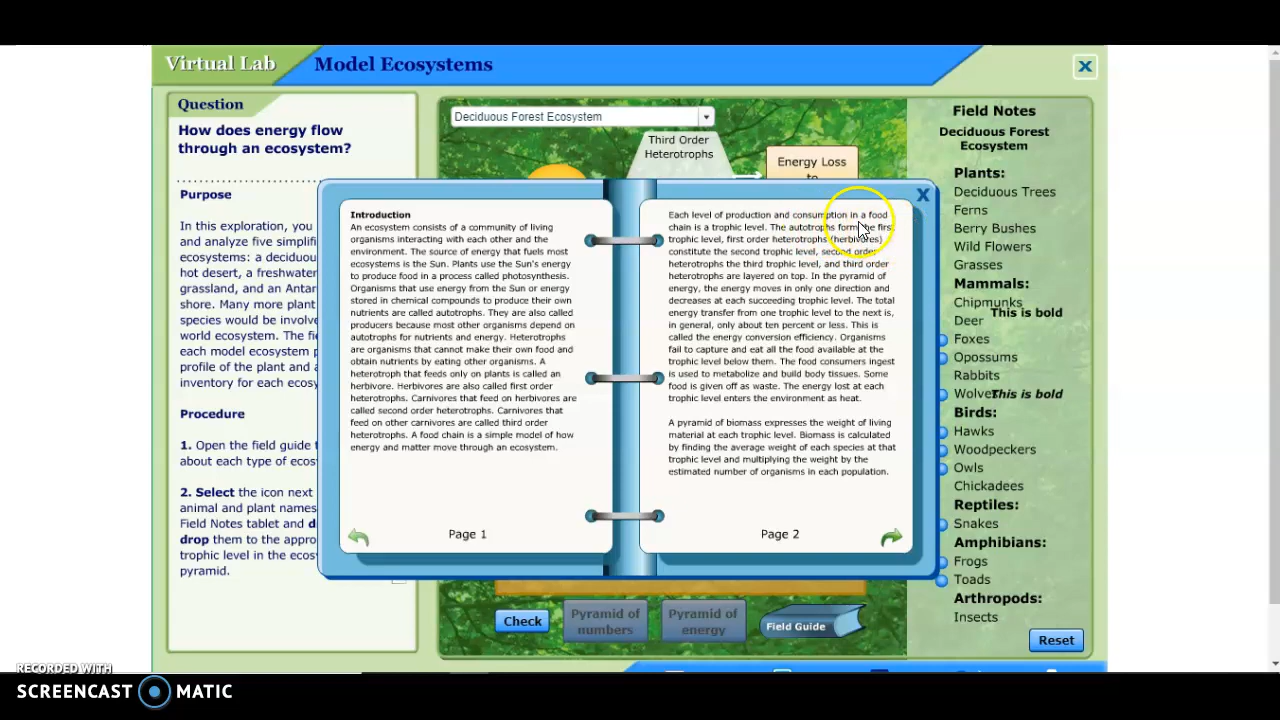 Virtual Lab
Model Ecosystems
X
Question
How does energy flow
through an ecosystem?
Purpose
In this exploration, you
and analyze five simplifi
ecosystems: a deciduou
hot desert, a freshwater
grassland, and an Antar
shore. Many more plant
species would be involve
world ecosystem. The fi
each model ecosystem p
profile of the plant and a
inventory for each ecosy
Procedure
1. Open the field guide t
about each type of ecos
2. Select the icon next
animal and plant names
Field Notes tablet and d
drop them to the appro
trophic level in the ecos
pyramid.
Deciduous Forest Ecosystem
Third Order
Heterotrophs
Energy Loss
to
X
Introduction
An ecosystem consists of a community of living
organisms interacting with each other and the
environment. The source of energy that fuels most
ecosystems is the Sun. Plants use the Sun's energy
to produce food in a process called photosynthesis.
Organisms that use energy from the Sun or energy
stored in chemical compounds to produce their own
nutrients are called autotrophs. They are also called
producers because most other organisms depend on
autotrophs for nutrients and energy. Heterotrophs
are organisms that cannot make their own food and
obtain nutrients by eating other organisms. A
heterotroph that feeds only on plants is called an
herbivore. Herbivores are also called first order
heterotrophs. Carnivores that feed on herbivores are
called second order heterotrophs. Carnivores that
feed on other carnivores are called third order
heterotrophs. A food chain is a simple model of how
energy and matter move through an ecosystem.
Page 1
Each level of production and consumption in a food
chain is a trophic level. The autotrophs form the first
trophic level, first order heterotrophs (herbivores)
constitute the second trophic level, second order
heterotrophs the third trophic level, and third order
heterotrophs are layered on top. In the pyramid of
energy, the energy moves in only one direction and
decreases at each succeeding trophic level. The total
energy transfer from one trophic level to the next is,
in general, only about ten percent or less. This is
called the energy conversion efficiency. Organisms
fail to capture and eat all the food available at the
trophic level below them. The food consumers ingest
is used to metabolize and build body tissues. Some
food is given off as waste. The energy lost at each
trophic level enters the environment as heat.
A pyramid of biomass expresses the weight of living
material at each trophic level. Biomass is calculated
by finding the average weight of each species at that
trophic level and multiplying the weight by the
estimated number of organisms in each population.
Page 2
Check
Pyramid of
numbers
Pyramid of
energy
Field Guide
Field Notes
Deciduous Forest
Ecosystem
Plants:
Deciduous Trees
Ferns
Berry Bushes
Wild Flowers
Grasses
Mammals:
Chipmunks
This is bold
Deer
Foxes
Opossums
Rabbits
Wolves
This is bold
Birds:
Hawks
Woodpeckers
Owls
Chickadees
Reptiles:
Snakes
Amphibians:
Frogs
Toads
Arthropods:
Insects
Reset
RECORDED WITH
SCREENCAST MATIC